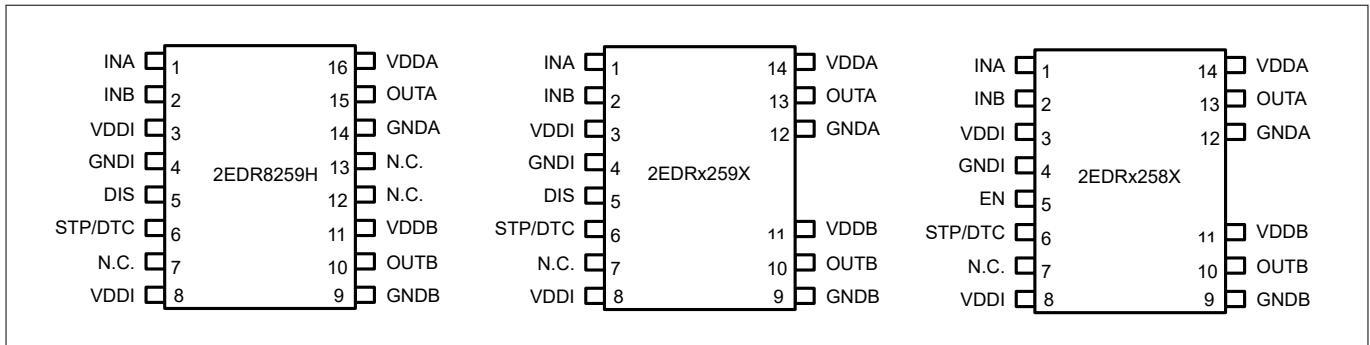 INA 1 16 VDDA
INB 2 15 OUTA
VDDI 3 14 GNDA
GNDI 4 13 N.C.
2EDR8259H
DIS 5 12 N.C.
STP/DTC 6 11 VDDB
N.C. 7 10 OUTB
VDDI 8 9 GNDB
INA 1 14 VDDA
INB 2 13 OUTA
VDDI 3 12 GNDA
GNDI 4
2EDRx259X
DIS 5
STP/DTC 6 11 VDDB
N.C. 7 10 OUTB
VDDI 8 9 GNDB
INA 1 14 VDDA
INB 2 13 OUTA
VDDI 3 12 GNDA
GNDI 4
2EDRx258X
EN 5
STP/DTC 6 11 VDDB
N.C. 7 10 OUTB
VDDI 8 9 GNDB